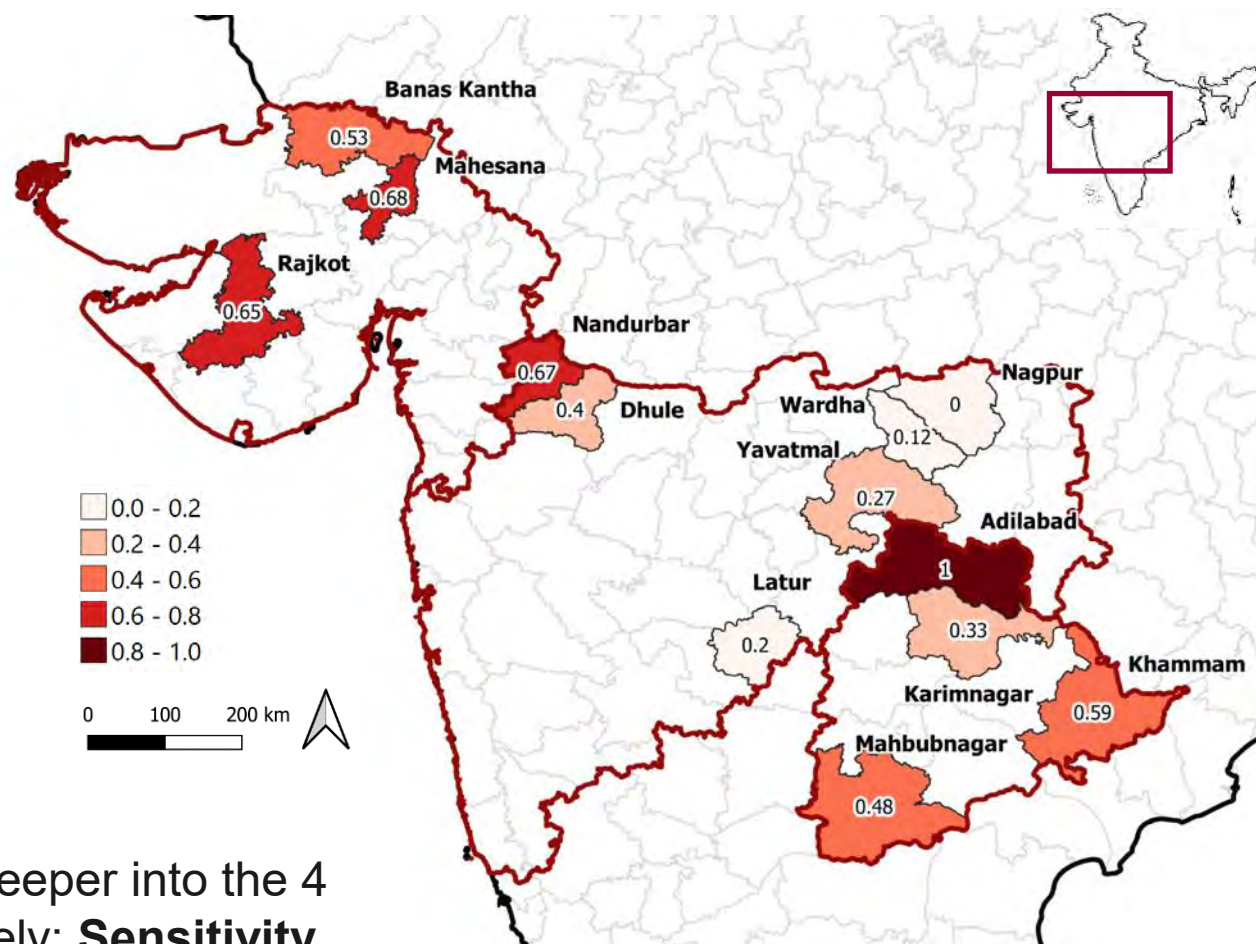 Banas Kantha
0.53
Mahesana
0.68
Rajkot
0.65
Nandurbar
0.67
0.4
Dhule
Nagpur
Wardha
0
0.12
Yavatmal
0.27
Adilabad
1
Latur
0.33
0.2
Khammam
Karimnagar
0.59
Mahbubnagar
0.48
0.0 - 0.2
0.2 - 0.4
0.4 - 0.6
0.6 - 0.8
0.8 - 1.0
0 100 200 km
eeper into the 4
ely: Sensitivity